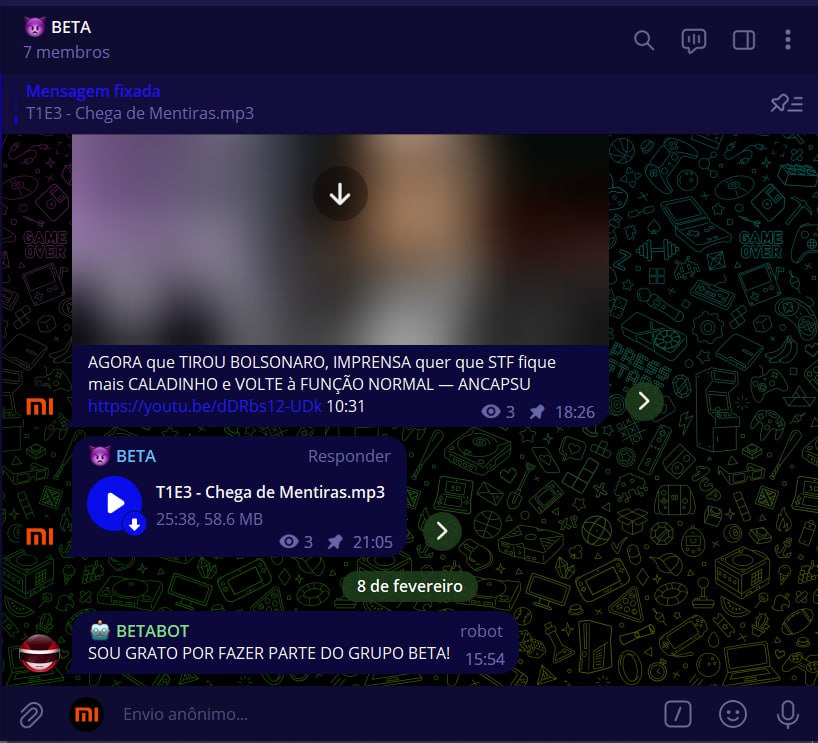 BETA
7 membros
Mensagem fixada
T1E3 - Chega de Mentiras.mp3
GAME OVER
GAME OVER
PRESS START
AGORA que TIROU BOLSONARO, IMPRENSA quer que STF fique
mais CALADINHO e VOLTE à FUNÇÃO NORMAL — ANCAPSU
https://youtu.be/dDRbs12-UDk 10:31
3 18:26
BETA Responder
T1E3 - Chega de Mentiras.mp3
25:38, 58.6 MB
3 21:05
8 de fevereiro
BETABOT robot
SOU GRATO POR FAZER PARTE DO GRUPO BETA! 15:54
Envio anônimo...